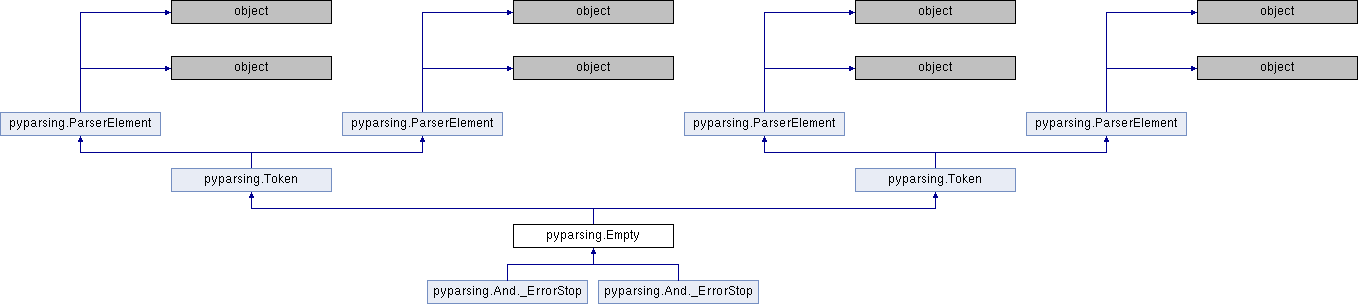 object
object
object
object
object
object
object
object
pyparsing.ParserElement
pyparsing.ParserElement
pyparsing.ParserElement
pyparsing.ParserElement
pyparsing.Token
pyparsing.Token
pyparsing.Empty
pyparsing.And._ErrorStop
pyparsing.And._ErrorStop